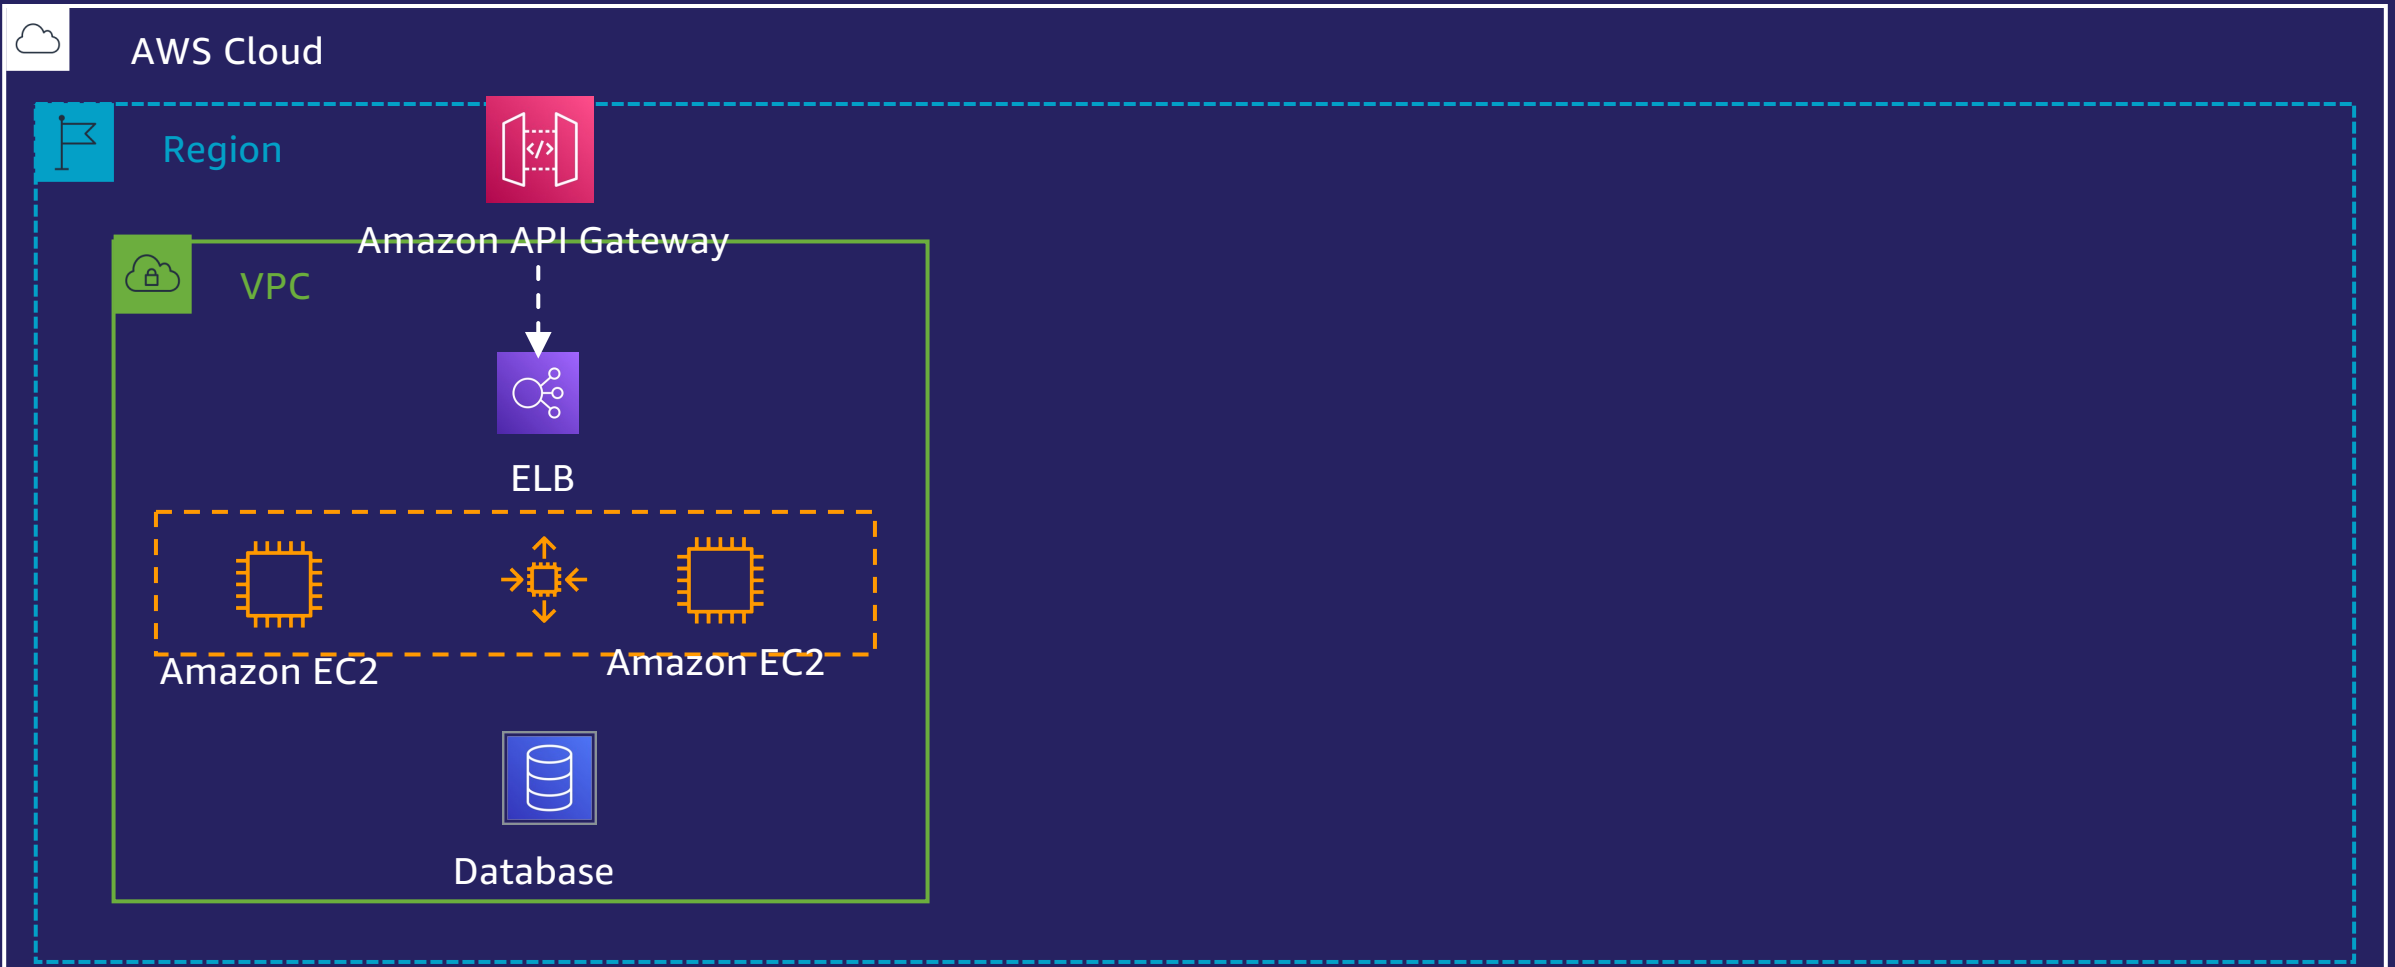 AWS Cloud
Region
Amazon API Gateway
VPC
ELB
Amazon EC2
Amazon EC2
Database